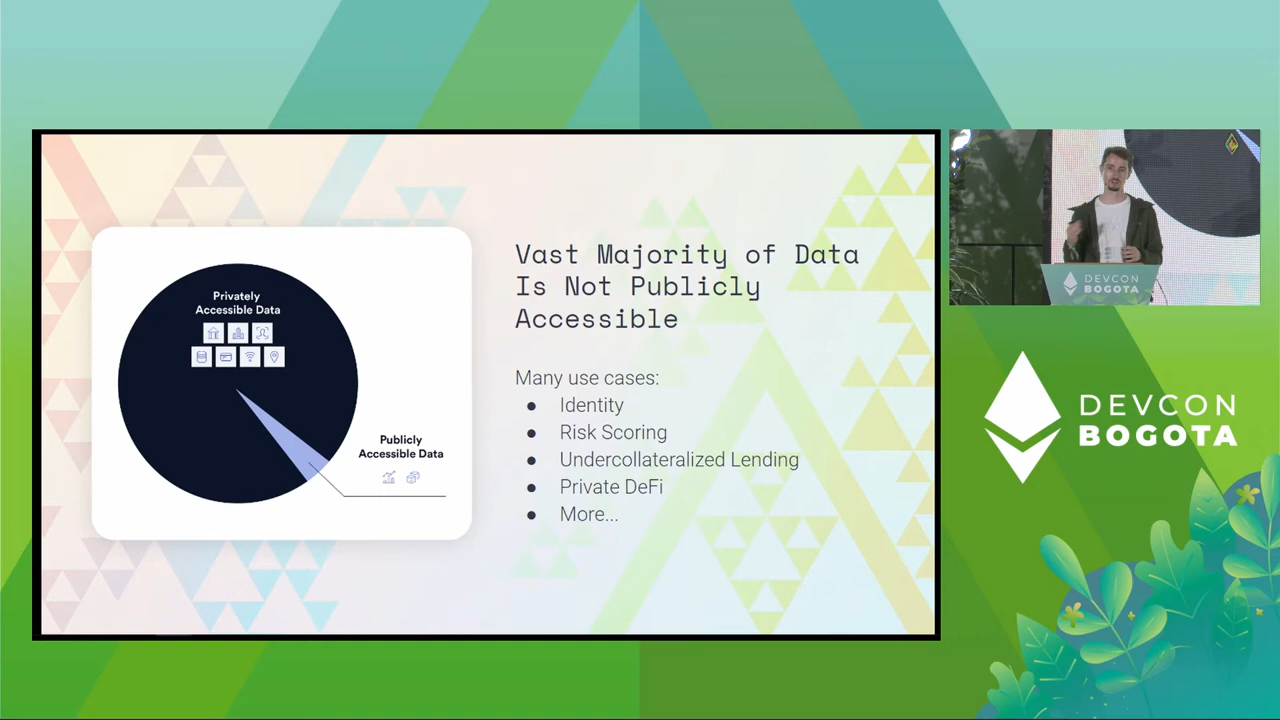 Privately
Accessible Data
Publicly
Accessible Data
Vast Majority of Data
Is Not Publicly
Accessible
Many use cases:
● Identity
● Risk Scoring
● Undercollateralized Lending
● Private DeFi
● More...
DEVCON
BOGOTA
DEVCON
BOGOTA